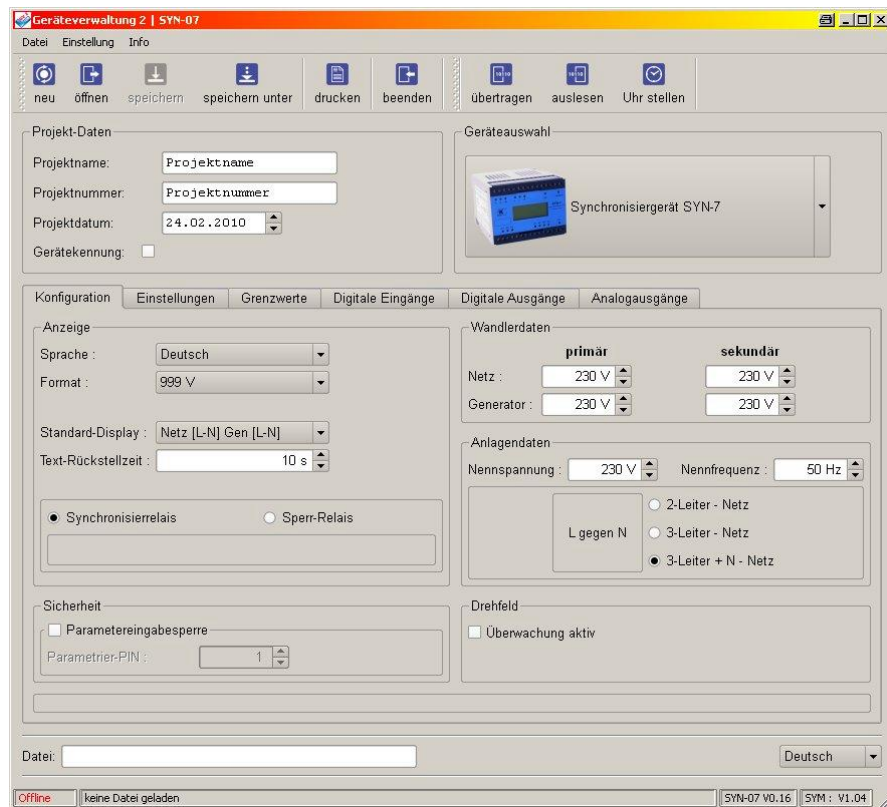 Geräteverwaltung 2 | SYN-07
Datei Einstellung Info
neu öffnen speichern speichern unter drucken beenden übertragen auslesen Uhr stellen
Projekt-Daten
Projektname: Projektname
Projektnummer: Projektnummer
Projektdatum: 24.02.2010
Gerätekennung:
Geräteauswahl
Synchronisiergerät SYN-7
Konfiguration Einstellungen Grenzwerte Digitale Eingänge Digitale Ausgänge Analogausgänge
Anzeige
Sprache : Deutsch
Format : 999 V
Standard-Display : Netz [L-N] Gen [L-N]
Text-Rückstellzeit : 10 s
Synchronisierrelais Sperr-Relais
Wandlerdaten
primär sekundär
Netz : 230 V 230 V
Generator : 230 V 230 V
Anlagendaten
Nennspannung : 230 V Nennfrequenz : 50 Hz
L gegen N
2-Leiter - Netz
3-Leiter - Netz
3-Leiter + N - Netz
Sicherheit
Parametereingabesperre
Parametrier-PIN : 1
Drehfeld
Überwachung aktiv
Datei: Deutsch
Offline keine Datei geladen SYN-07 V0.16 SYM : V1.04